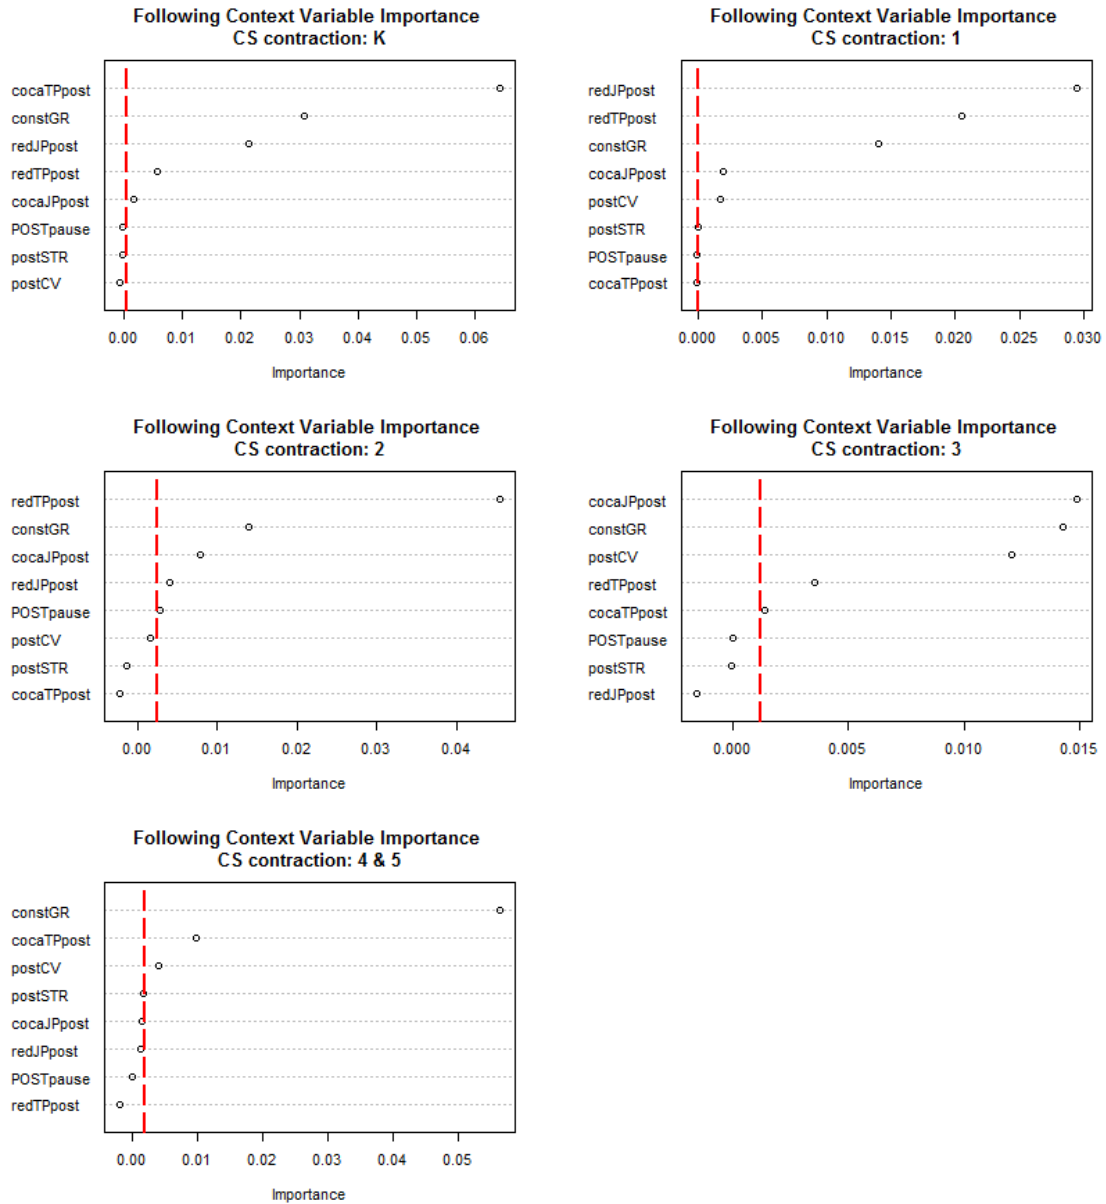 Following Context Variable Importance
CS contraction: K
cocaTPpost
constGR
redJPpost
redTPpost
cocaJPpost
POSTpause
postSTR
postCV
0.00 0.01 0.02 0.03 0.04 0.05 0.06
Importance
Following Context Variable Importance
CS contraction: 1
redJPpost
redTPpost
constGR
cocaJPpost
postCV
postSTR
POSTpause
cocaTPpost
0.000 0.005 0.010 0.015 0.020 0.025 0.030
Importance
Following Context Variable Importance
CS contraction: 2
redTPpost
constGR
cocaJPpost
redJPpost
POSTpause
postCV
postSTR
cocaTPpost
0.00 0.01 0.02 0.03 0.04
Importance
Following Context Variable Importance
CS contraction: 3
cocaJPpost
constGR
postCV
redTPpost
cocaTPpost
POSTpause
postSTR
redJPpost
0.000 0.005 0.010 0.015
Importance
Following Context Variable Importance
CS contraction: 4 & 5
constGR
cocaTPpost
postCV
postSTR
cocaJPpost
redJPpost
POSTpause
redTPpost
0.00 0.01 0.02 0.03 0.04 0.05
Importance